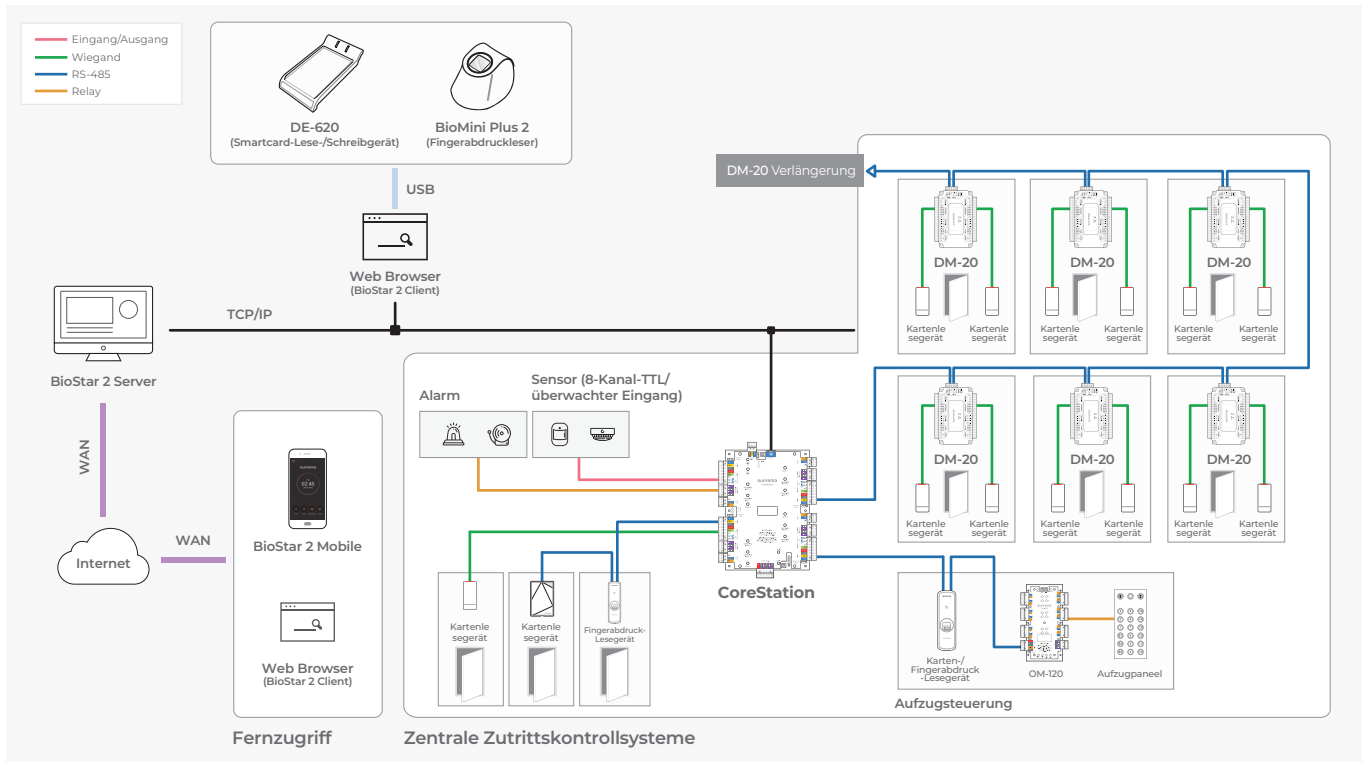 Eingang/Ausgang
Wiegand
RS-485
Relay
DE-620
(Smartcard-Lese-/Schreibgerät)
BioMini Plus 2
(Fingerabdruckleser)
USB
Web Browser
(BioStar 2 Client)
TCP/IP
BioStar 2 Server
WAN
Internet
WAN
02:45
BioStar 2 Mobile
Web Browser
(BioStar 2 Client)
Fernzugriff
DM-20 Verlängerung
DM-20
Kartenle
segerät
Kartenle
segerät
DM-20
Kartenle
segerät
Kartenle
segerät
DM-20
Kartenle
segerät
Kartenle
segerät
Alarm
Sensor (8-Kanal-TTL/
überwachter Eingang)
DM-20
Kartenle
segerät
Kartenle
segerät
DM-20
Kartenle
segerät
Kartenle
segerät
DM-20
Kartenle
segerät
Kartenle
segerät
CoreStation
Kartenle
segerät
Kartenle
segerät
Fingerabdruck-
Lesegerät
Karten-/
Fingerabdruck
-Lesegerät
OM-120
Aufzugpaneel
Aufzugsteuerung
Zentrale Zutrittskontrollsysteme